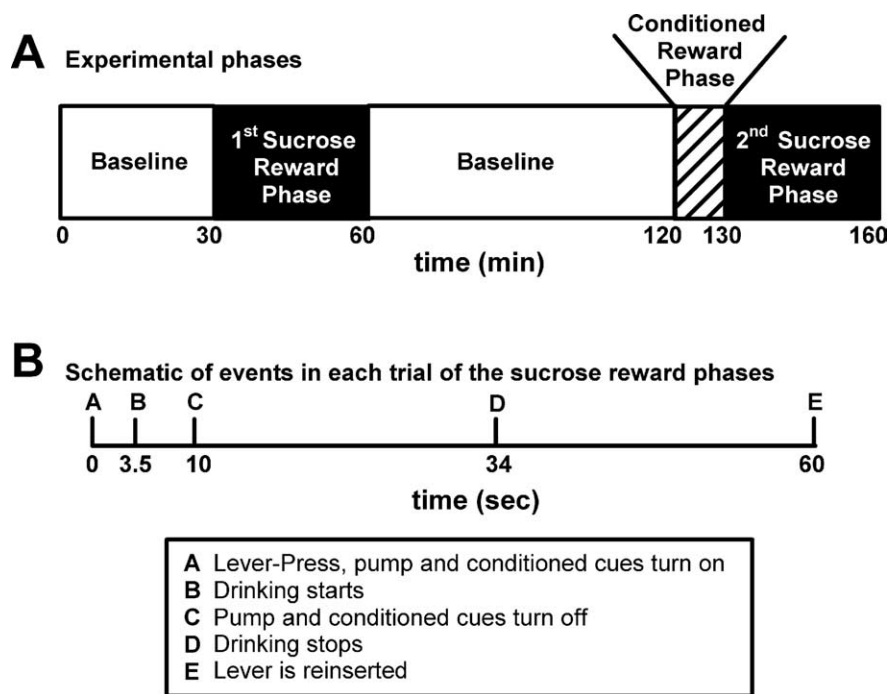 A Experimental phases
Conditioned
Reward
Phase
Baseline
1st Sucrose
Reward
Phase
Baseline
2nd Sucrose
Reward
Phase
0 30 60 120 130 160
time (min)
B Schematic of events in each trial of the sucrose reward phases
A B C D E
0 3.5 10 34 60
time (sec)
A Lever-Press, pump and conditioned cues turn on
B Drinking starts
C Pump and conditioned cues turn off
D Drinking stops
E Lever is reinserted